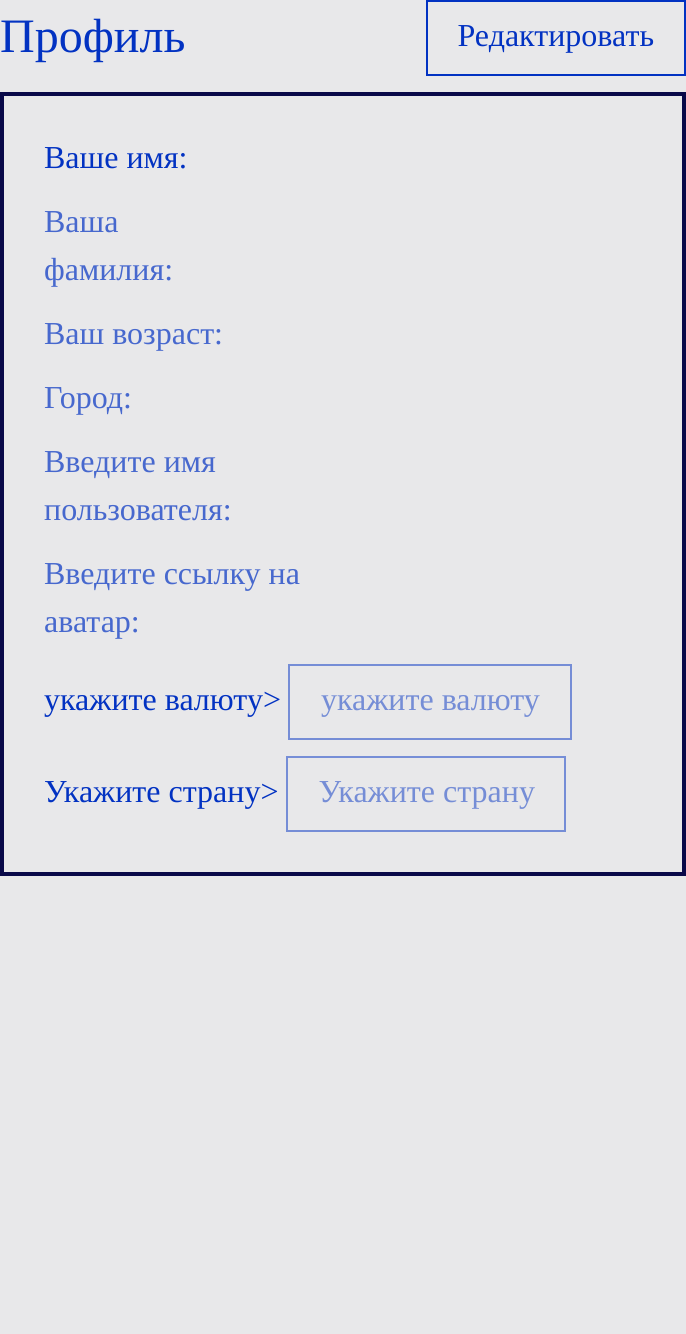 Профиль
Редактировать
Ваше имя:
Ваша
фамилия:
Ваш возраст:
Город:
Введите имя
пользователя:
Введите ссылку на
аватар:
укажите валюту> укажите валюту
Укажите страну> Укажите страну